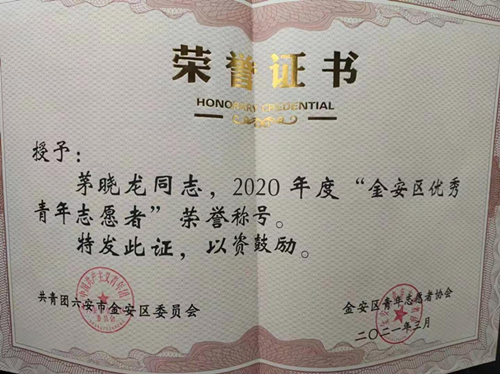 荣誉证书
HONORARY CREDENTIAL
授予：
茅晓龙同志，2020年度“金安区优秀
青年志愿者”荣誉称号。
特发此证，以资鼓励。
共青团六安市金安区委员会
金安区青年志愿者协会
二〇二一年三月